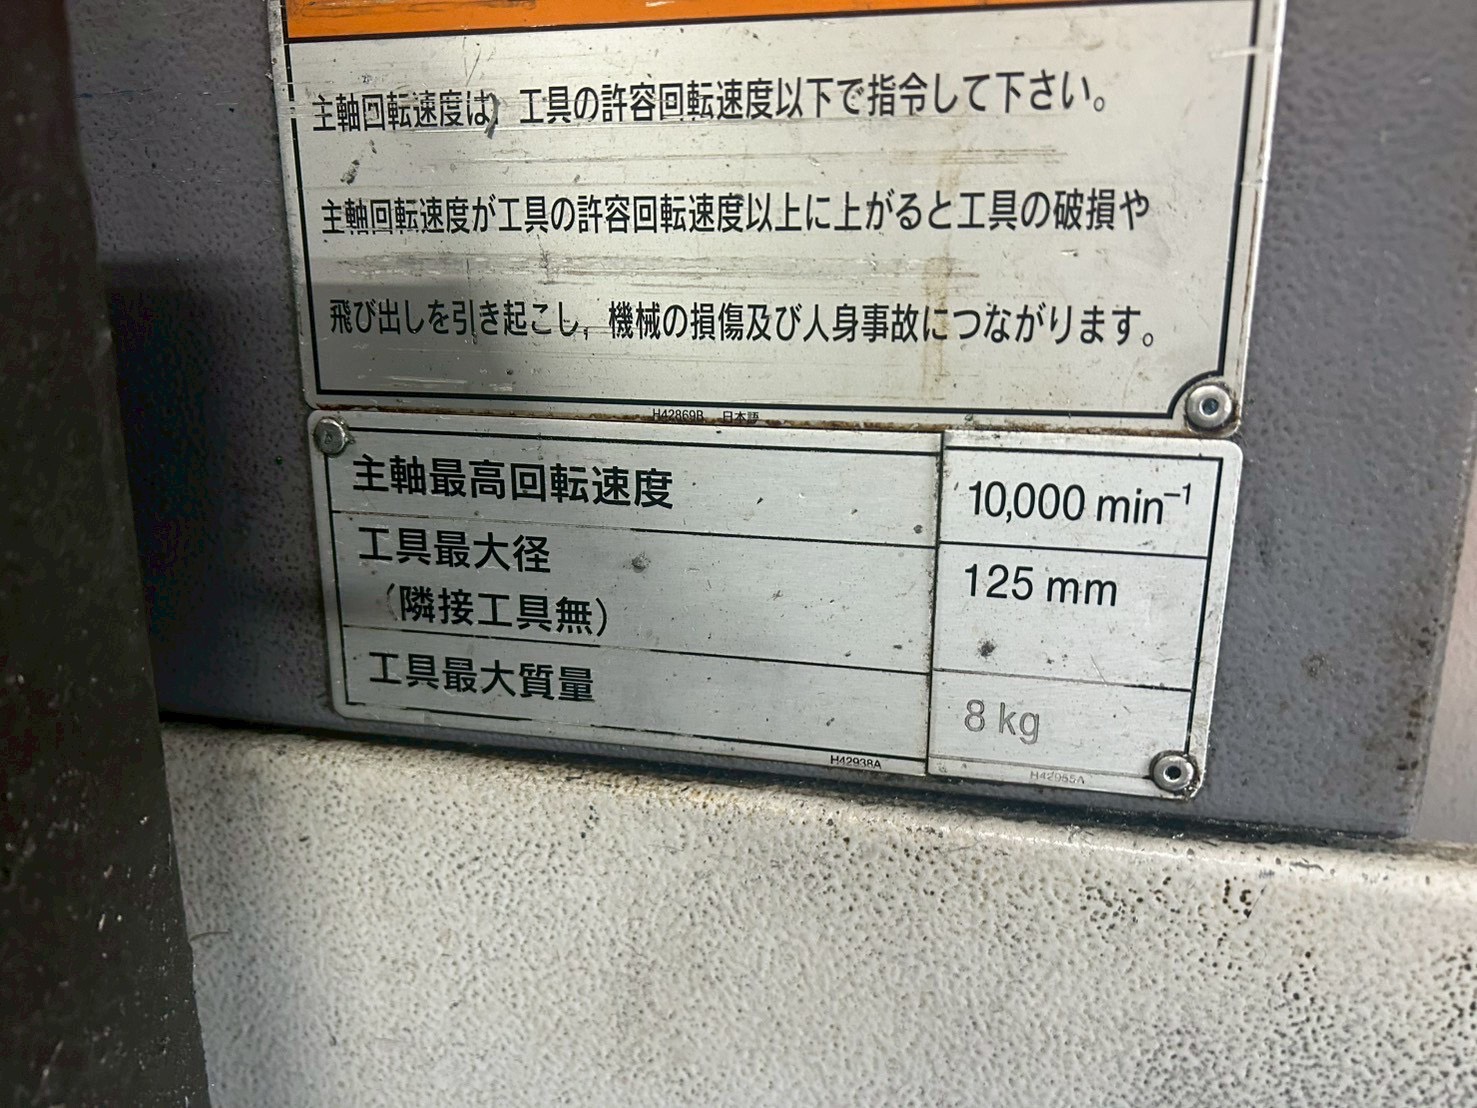 主軸回転速度は，工具の許容回転速度以下で指令して下さい。
主軸回転速度が工具の許容回転速度以上に上がると工具の破損や
飛び出しを引き起こし，機械の損傷及び人身事故につながります。
H42869B 日本語
主軸最高回転速度 10,000 min⁻¹
工具最大径 125 mm
（隣接工具無）
工具最大質量 8 kg
H42938A H42955A